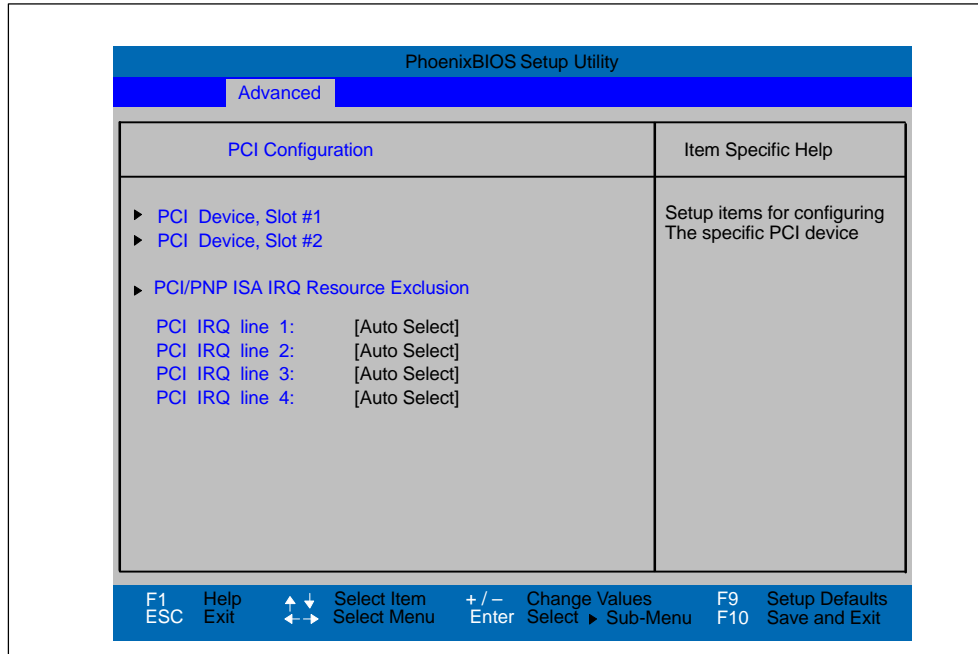 PhoenixBIOS Setup Utility
Advanced
PCI Configuration
Item Specific Help
PCI Device, Slot #1
PCI Device, Slot #2
PCI/PNP ISA IRQ Resource Exclusion
PCI IRQ line 1: [Auto Select]
PCI IRQ line 2: [Auto Select]
PCI IRQ line 3: [Auto Select]
PCI IRQ line 4: [Auto Select]
Setup items for configuring
The specific PCI device
F1 Help Select Item + / – Change Values F9 Setup Defaults
ESC Exit Select Menu Enter Select ▶ Sub-Menu F10 Save and Exit